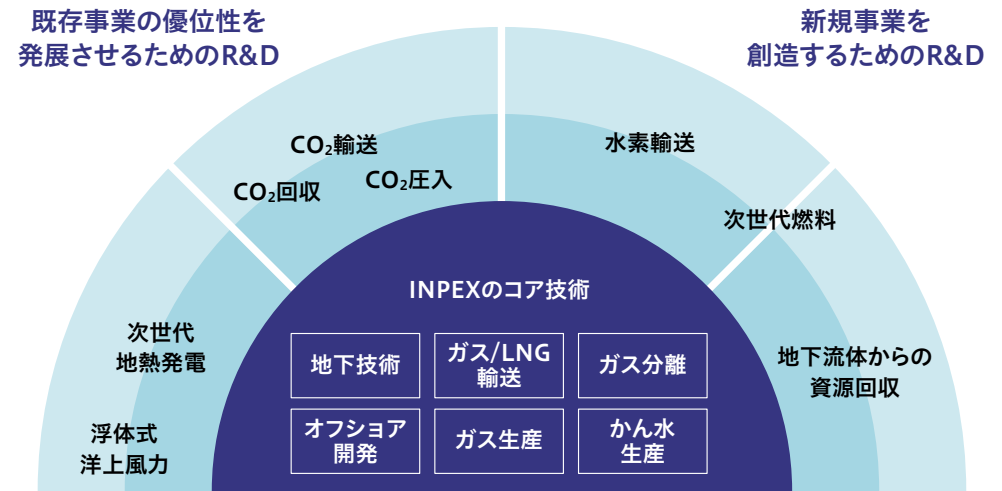 既存事業の優位性を
発展させるためのR&D
新規事業を
創造するためのR&D
CO₂輸送
CO₂回収
CO₂圧入
水素輸送
次世代燃料
次世代
地熱発電
浮体式
洋上風力
地下流体からの
資源回収
INPEXのコア技術
地下技術
ガス/LNG
輸送
ガス分離
オフショア
開発
ガス生産
かん水
生産